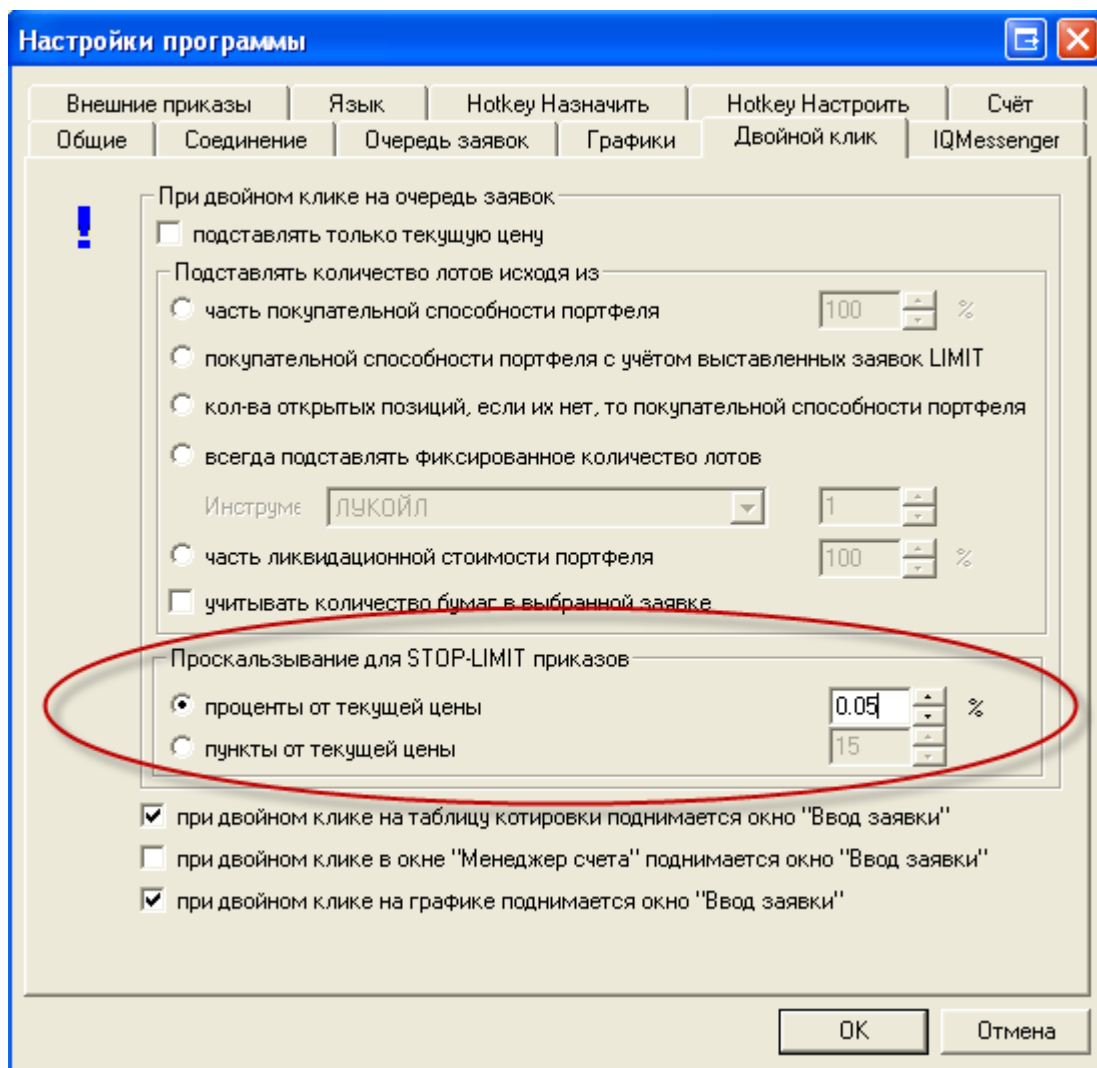 Настройки программы
Внешние приказы Язык Hotkey Назначить Hotkey Настроить Счёт
Общие Соединение Очередь заявок Графики Двойной клик IQMessenger
!
При двойном клике на очередь заявок
подставлять только текущую цену
Подставлять количество лотов исходя из
часть покупательной способности портфеля 100 %
покупательной способности портфеля с учётом выставленных заявок LIMIT
кол-ва открытых позиций, если их нет, то покупательной способности портфеля
всегда подставлять фиксированное количество лотов
Инструме ЛУКОЙЛ 1
часть ликвидационной стоимости портфеля 100 %
учитывать количество бумаг в выбранной заявке
Проскальзывание для STOP-LIMIT приказов
проценты от текущей цены 0.05 %
пункты от текущей цены 15
при двойном клике на таблицу котировки поднимается окно "Ввод заявки"
при двойном клике в окне "Менеджер счета" поднимается окно "Ввод заявки"
при двойном клике на графике поднимается окно "Ввод заявки"
OK Отмена